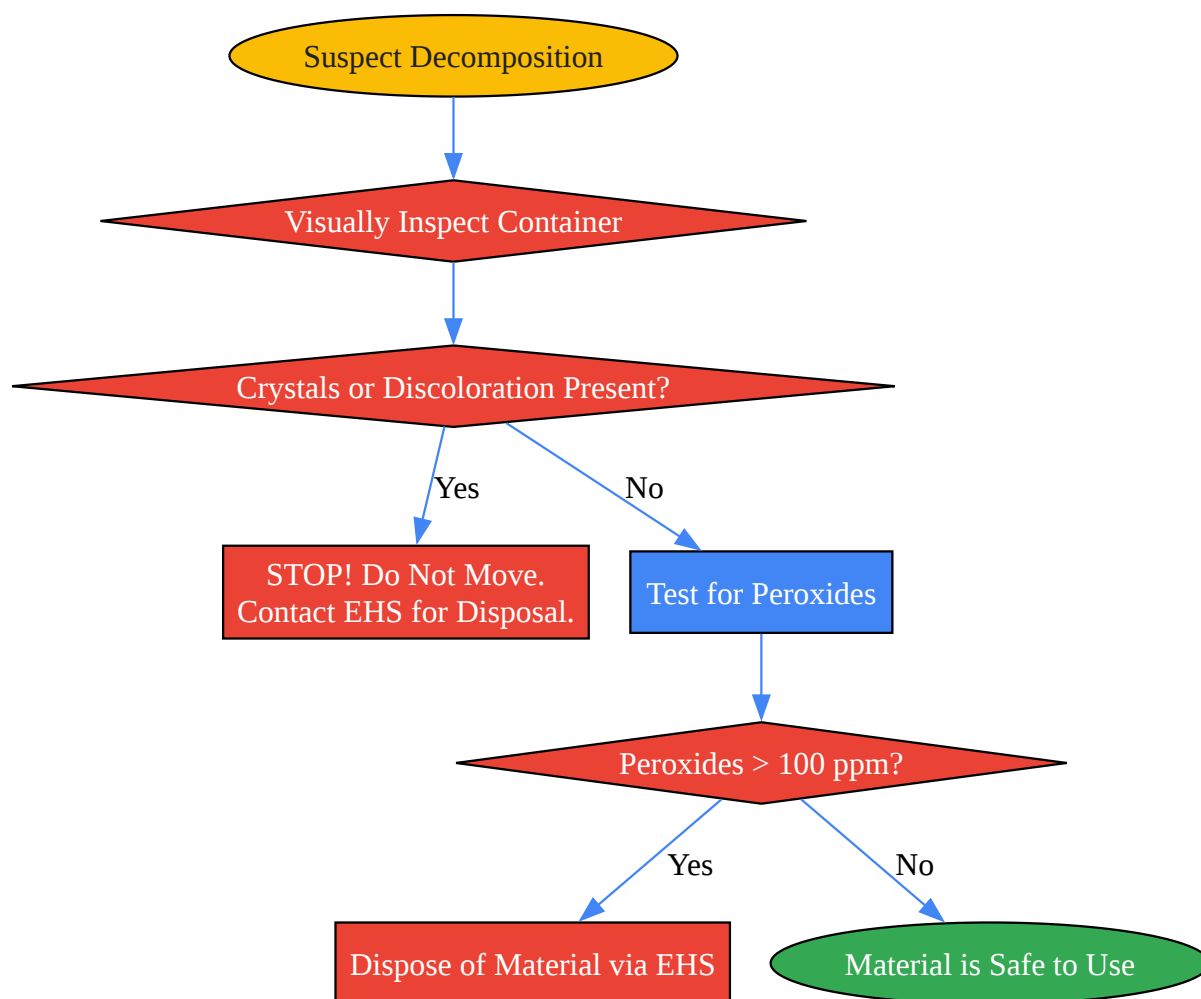 Suspect Decomposition
Visually Inspect Container
Crystals or Discoloration Present?
Yes
No
STOP! Do Not Move.
Contact EHS for Disposal.
Test for Peroxides
Peroxides > 100 ppm?
Yes
No
Dispose of Material via EHS
Material is Safe to Use